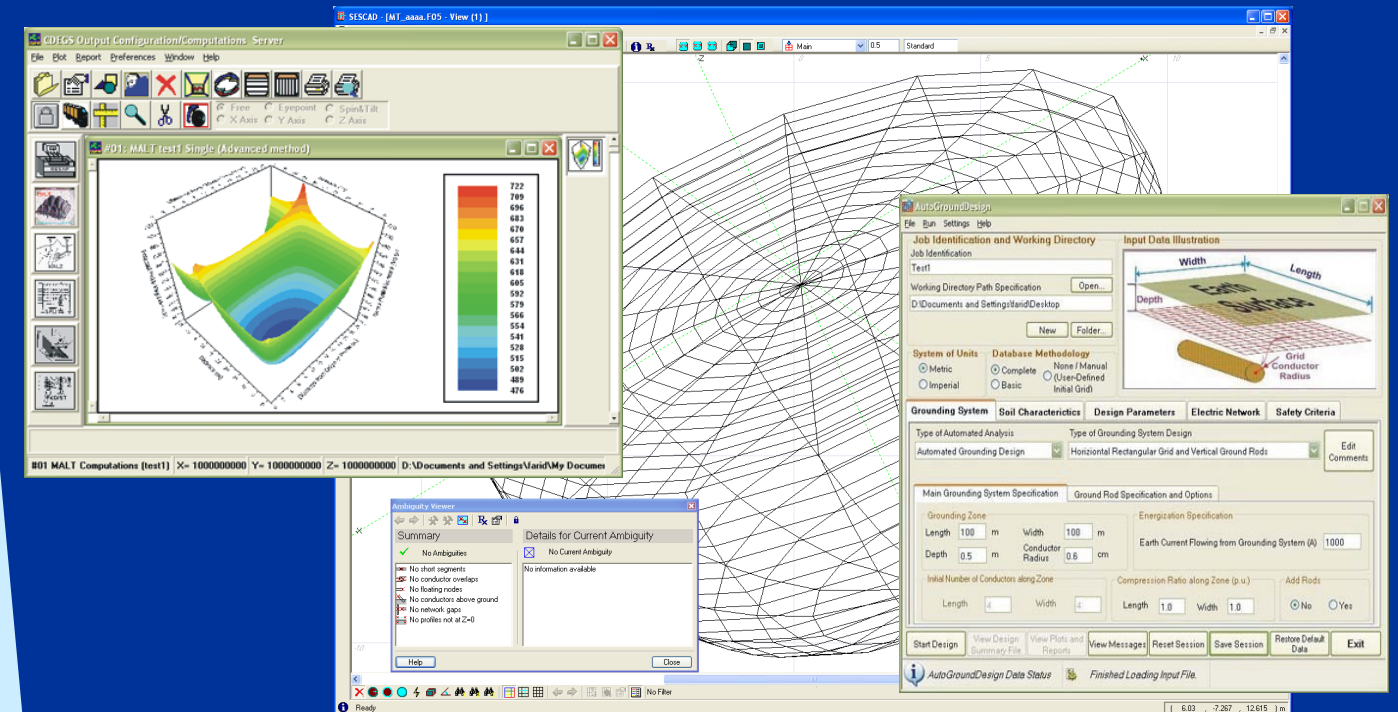 SESCAD - [MT_aaaa.F05 - View (1) ]
Main
0.5
Standard
Z
0
5
X
10
CDEGS Output Configuration/Computations Server
File Plot Report Preferences Window Help
Free Eyepoint Spin&Tilt
X Axis Y Axis Z Axis
#01: MALT test1 Single (Advanced method)
722
709
696
683
670
657
644
631
618
605
592
579
566
554
541
528
515
502
489
476
MALZ
#01 MALT Computations (test1) X= 1000000000 Y= 1000000000 Z= 1000000000 D:\Documents and Settings\farid\My Documen
AutoGroundDesign
File Run Settings Help
Job Identification and Working Directory
Job Identification
Test1
Working Directory Path Specification Open...
D:\Documents and Settings\farid\Desktop
New Folder...
System of Units Database Methodology
Metric Complete None / Manual
(User-Defined
Imperial Basic Initial Grid)
Input Data Illustration
Width
Length
Depth
Earth
Surface
Grid
Conductor
Radius
Grounding System Soil Characterictics Design Parameters Electric Network Safety Criteria
Type of Automated Analysis Type of Grounding System Design
Automated Grounding Design Horiziontal Rectangular Grid and Vertical Ground Rods
Edit
Comments
Main Grounding System Specification Ground Rod Specification and Options
Grounding Zone Energization Specification
Length 100 m Width 100 m
Earth Current Flowing from Grounding System (A) 1000
Depth 0.5 m Conductor Radius 0.6 cm
Initial Number of Conductors along Zone Compression Ratio along Zone (p.u.) Add Rods
Length 4 Width 4 Length 1.0 Width 1.0 No Yes
Start Design View Design Summary File View Plots and Reports View Messages Reset Session Save Session Restore Default Data Exit
AutoGroundDesign Data Status Finished Loading Input File.
Ambiguity Viewer
Summary Details for Current Ambiguity
No Ambiguities No Current Ambiguity
No short segments No information available
No conductor overlaps
No floating nodes
No conductors above ground
No network gaps
No profiles not at Z=0
Help Close
X
-10
No Filter
Ready
( 6.03 , -7.267 , 12.615 ) m